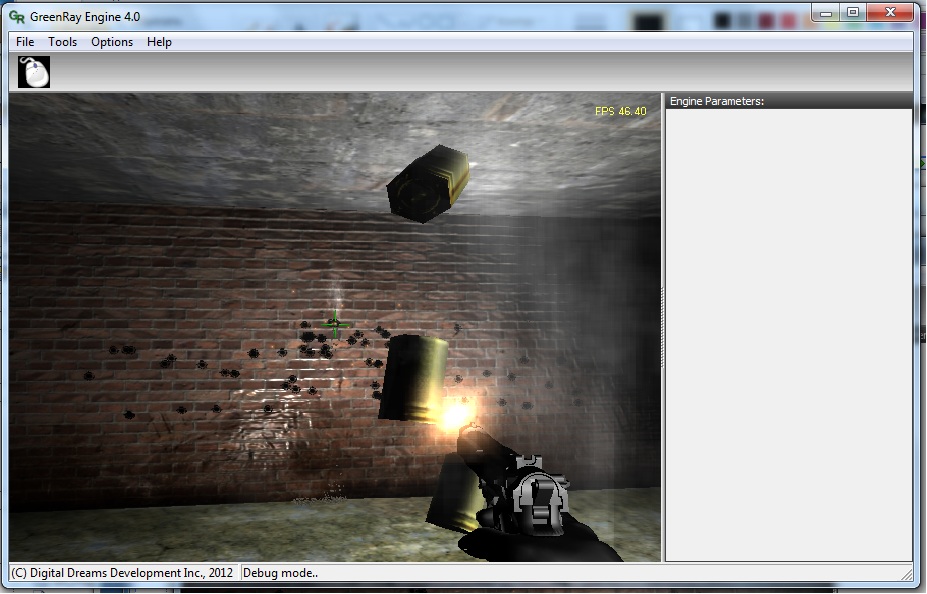 GR GreenRay Engine 4.0
File Tools Options Help
FPS 46.40
Engine Parameters:
(C) Digital Dreams Development Inc., 2012 Debug mode..